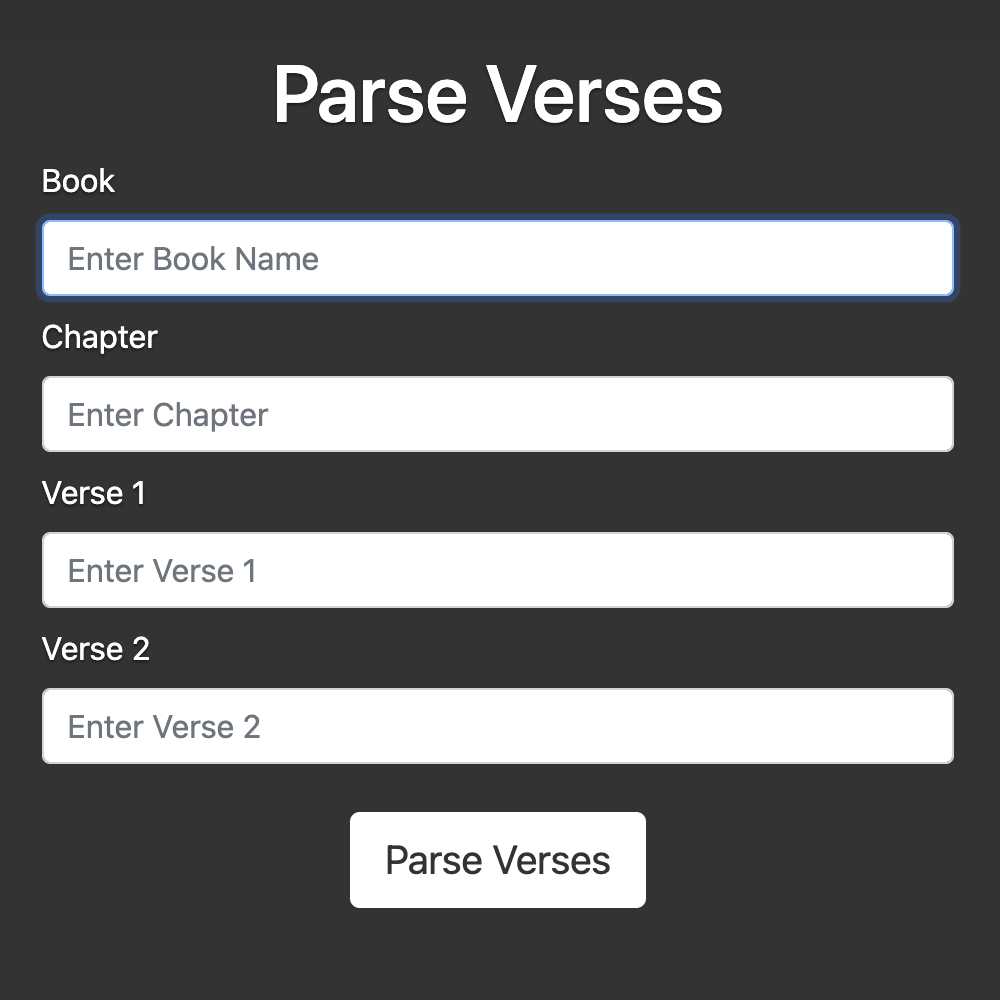 Parse Verses
Book
Enter Book Name
Chapter
Enter Chapter
Verse 1
Enter Verse 1
Verse 2
Enter Verse 2
Parse Verses